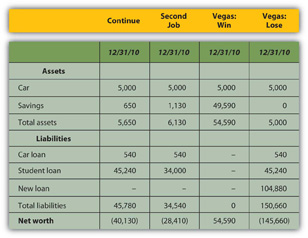 Continue Second Job Vegas: Win Vegas: Lose
12/31/10 12/31/10 12/31/10 12/31/10
Assets
Car 5,000 5,000 5,000 5,000
Savings 650 1,130 49,590 0
Total assets 5,650 6,130 54,590 5,000
Liabilities
Car loan 540 540 – 540
Student loan 45,240 34,000 – 45,240
New loan – – – 104,880
Total liabilities 45,780 34,540 0 150,660
Net worth (40,130) (28,410) 54,590 (145,660)